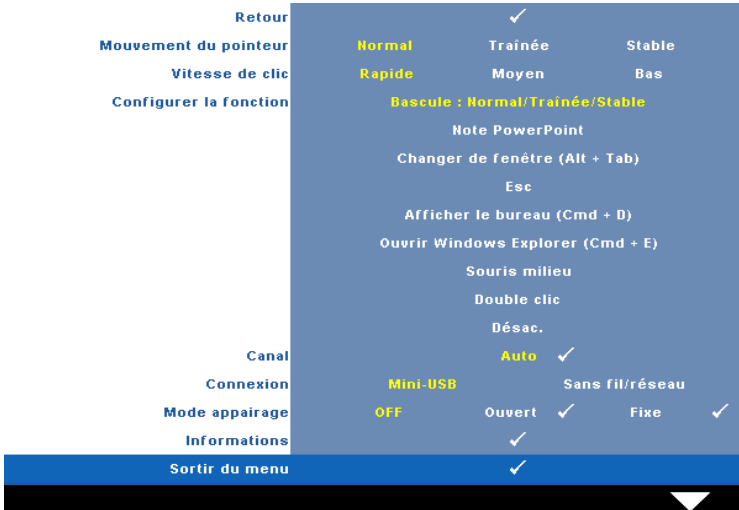 Retour
Mouvement du pointeur Normal Traînée Stable
Vitesse de clic Rapide Moyen Bas
Configurer la fonction Bascule : Normal/Traînée/Stable
Note PowerPoint
Changer de fenêtre (Alt + Tab)
Esc
Afficher le bureau (Cmd + D)
Ouvrir Windows Explorer (Cmd + E)
Souris milieu
Double clic
Désac.
Canal Auto
Connexion Mini-USB Sans fil/réseau
Mode appairage OFF Ouvert Fixe
Informations
Sortir du menu